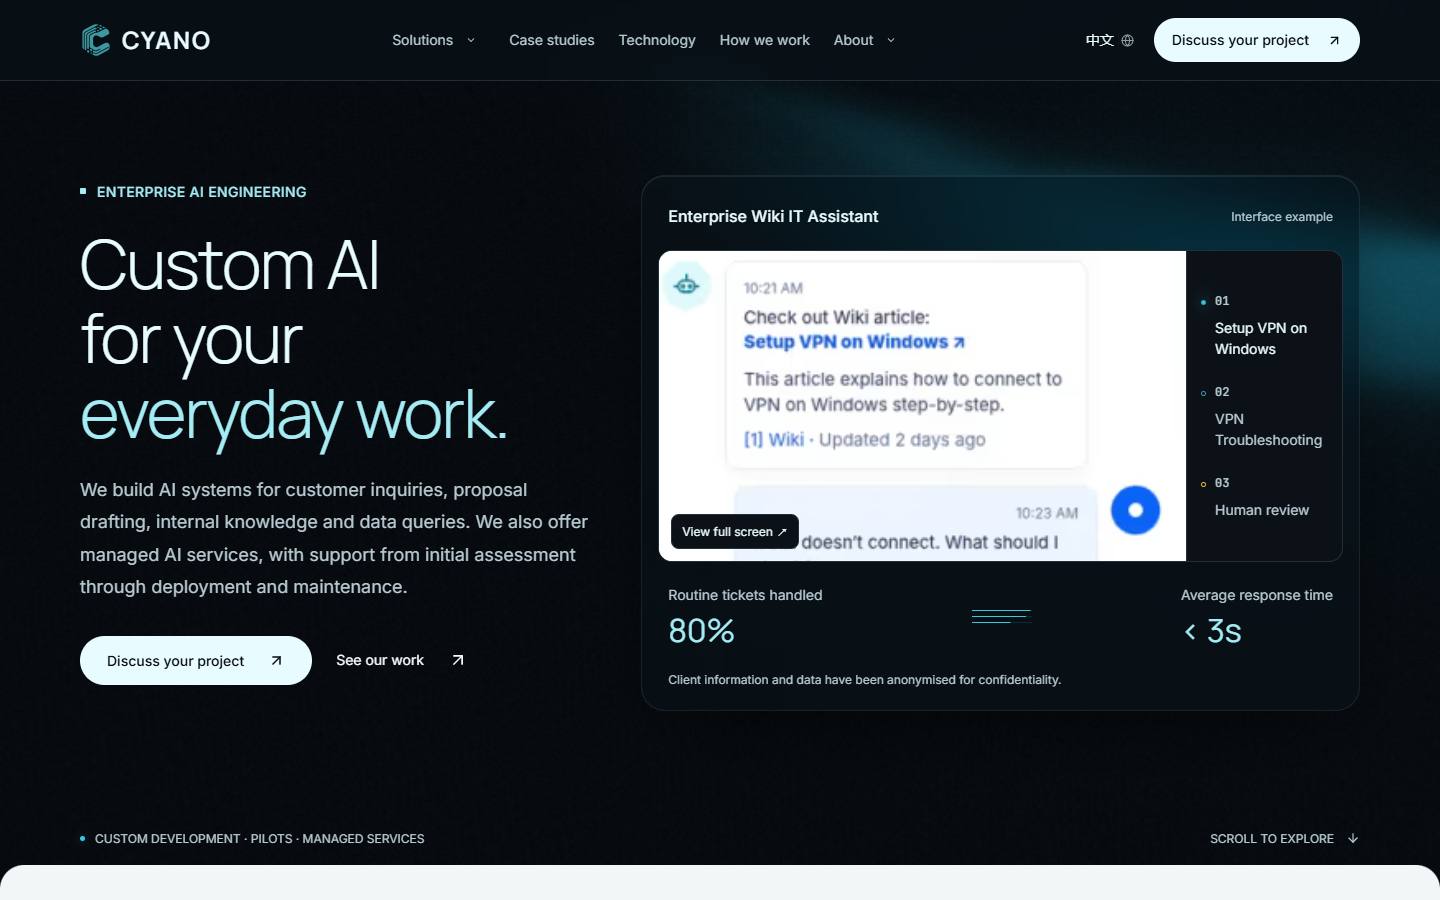 CYANO
Solutions
Case studies
Technology
How we work
About
中文
Discuss your project
ENTERPRISE AI ENGINEERING
Custom AI
for your
everyday work.
We build AI systems for customer inquiries, proposal
drafting, internal knowledge and data queries. We also offer
managed AI services, with support from initial assessment
through deployment and maintenance.
Discuss your project
See our work
Enterprise Wiki IT Assistant
Interface example
10:21 AM
Check out Wiki article:
Setup VPN on Windows ↗
This article explains how to connect to
VPN on Windows step-by-step.
[1] Wiki · Updated 2 days ago
10:23 AM
doesn't connect. What should I
View full screen ↗
01
Setup VPN on
Windows
02
VPN
Troubleshooting
03
Human review
Routine tickets handled
80%
Average response time
< 3s
Client information and data have been anonymised for confidentiality.
CUSTOM DEVELOPMENT · PILOTS · MANAGED SERVICES
SCROLL TO EXPLORE ↓